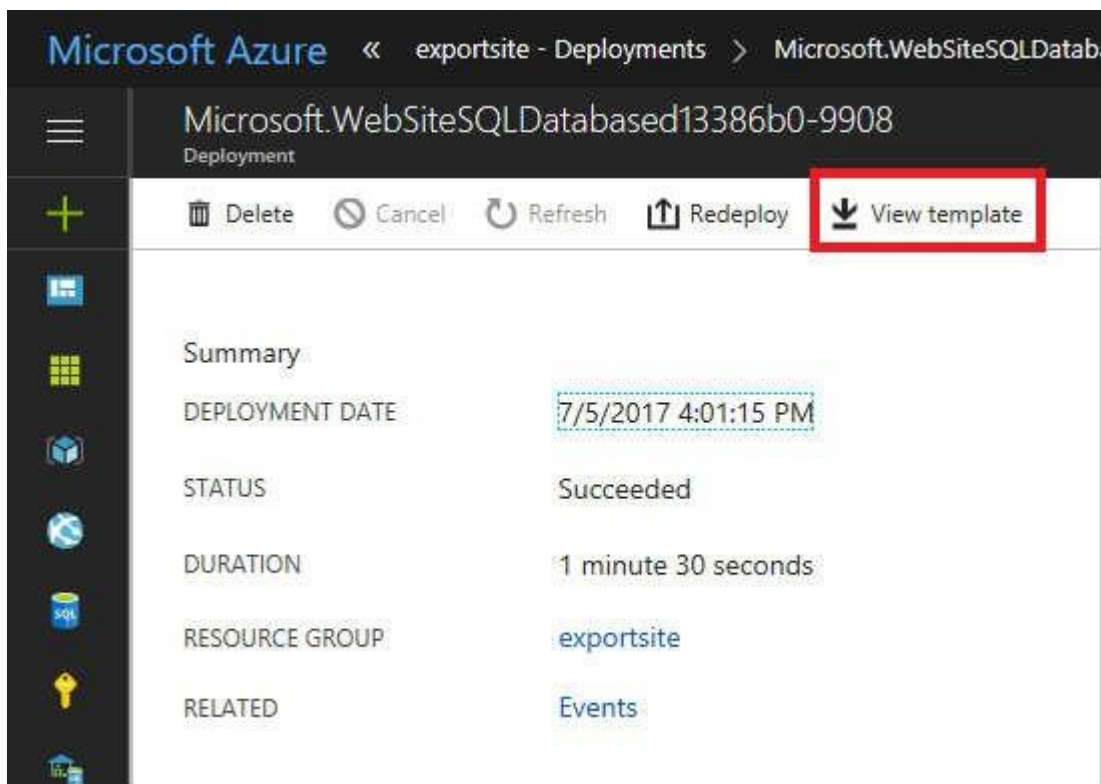 Microsoft Azure « exportsite - Deployments > Microsoft.WebSiteSQLDatab
Microsoft.WebSiteSQLDatabased13386b0-9908
Deployment
Delete Cancel Refresh Redeploy View template
Summary
DEPLOYMENT DATE 7/5/2017 4:01:15 PM
STATUS Succeeded
DURATION 1 minute 30 seconds
SQL
RESOURCE GROUP exportsite
RELATED Events